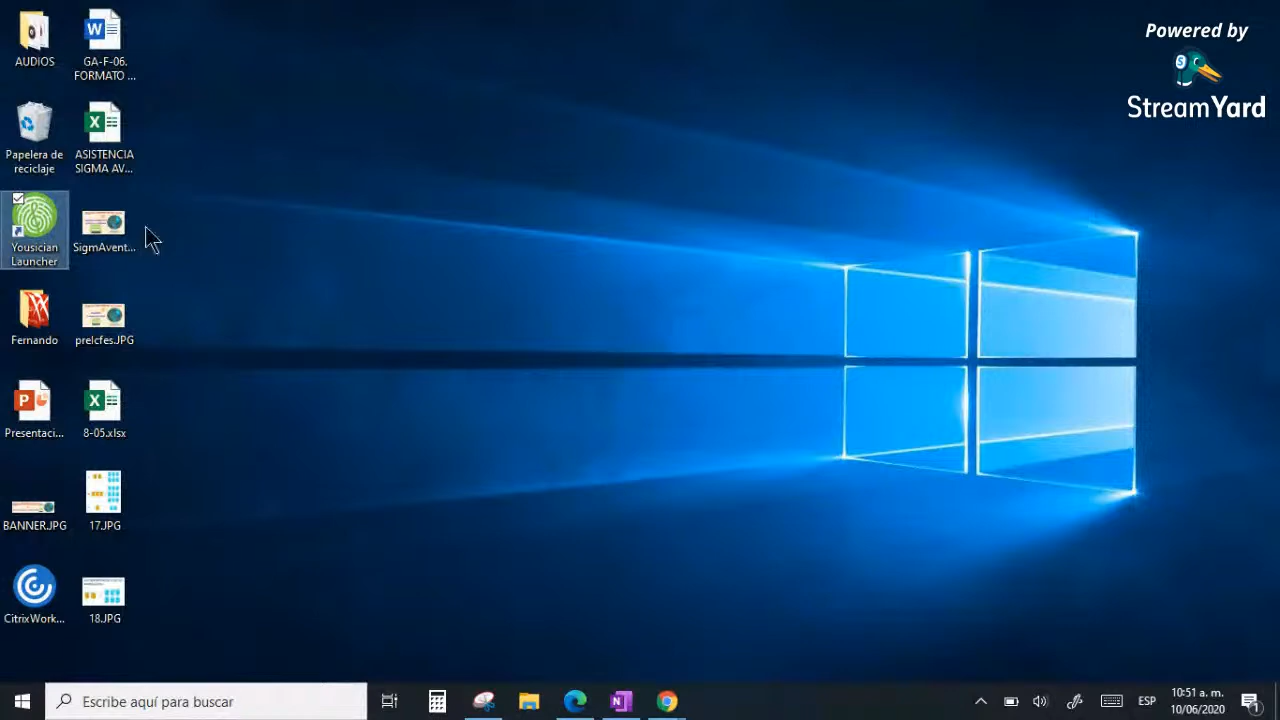 Powered by
StreamYard
AUDIOS
GA-F-06.
FORMATO ...
Papelera de
reciclaje
ASISTENCIA
SIGMA AV...
Yousician
Launcher
SigmAvent...
Fernando
preIcfes.JPG
Presentaci...
8-05.xlsx
BANNER.JPG
17.JPG
CitrixWork...
18.JPG
Escribe aquí para buscar
ESP
10:51 a. m.
10/06/2020
1